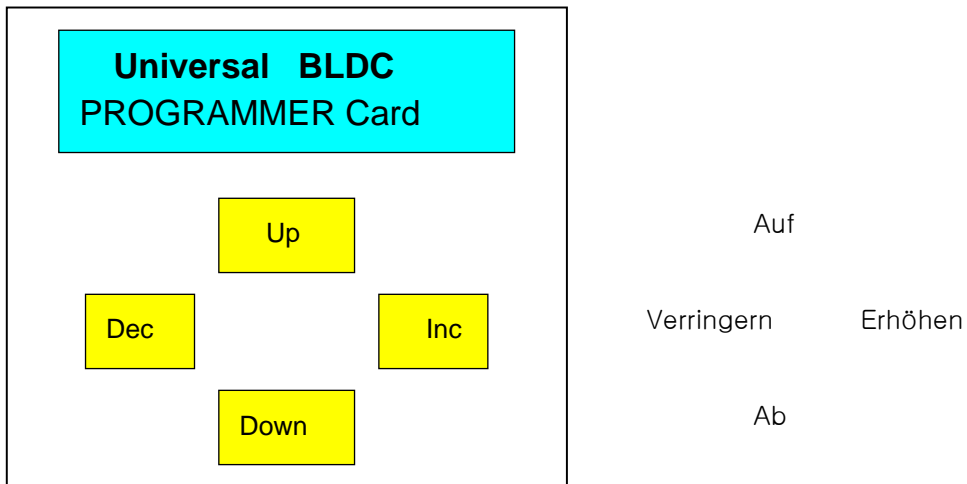 Universal BLDC
PROGRAMMER Card
Up
Auf
Dec
Inc
Verringern
Erhöhen
Down
Ab